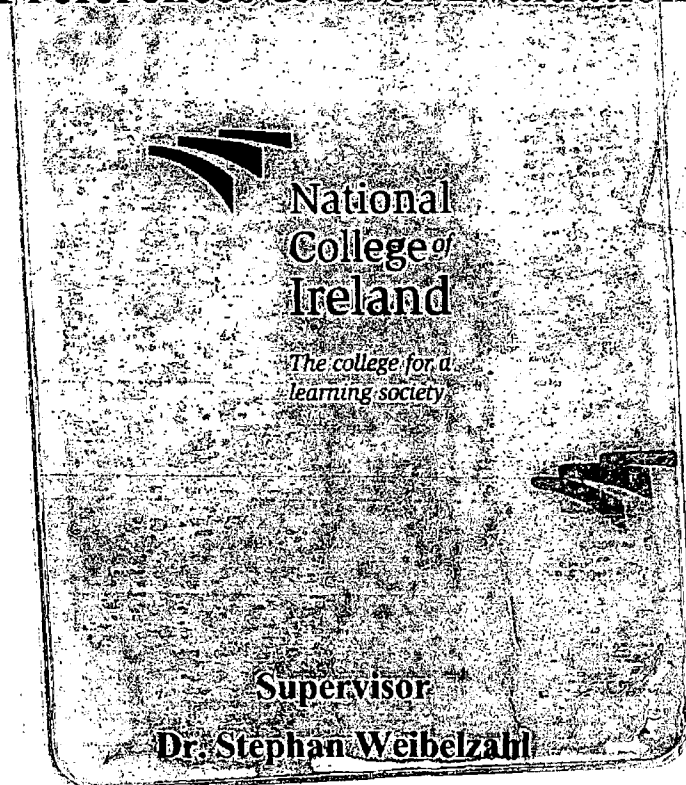 National
College of
Ireland
The college for a
learning society
Supervisor
Dr. Stephan Weibelzahl